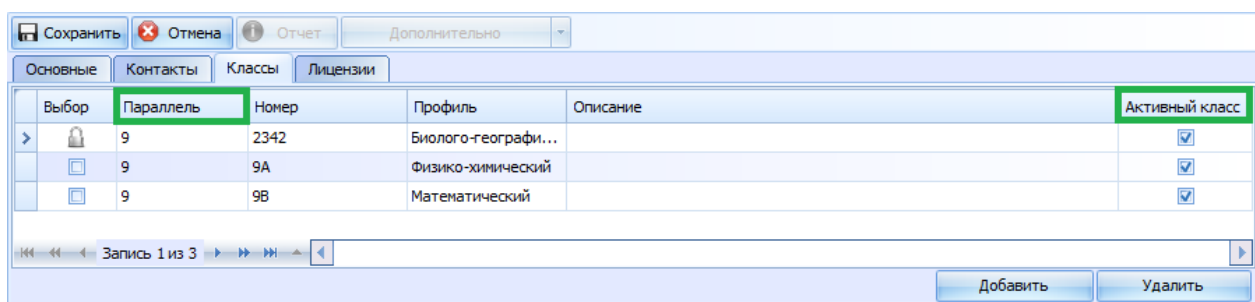 Сохранить Отмена Отчет Дополнительно
Основные Контакты Классы Лицензии
Выбор Параллель Номер Профиль Описание Активный класс
9 2342 Биолого-географи...
9 9А Физико-химический
9 9В Математический
Запись 1 из 3
Добавить Удалить